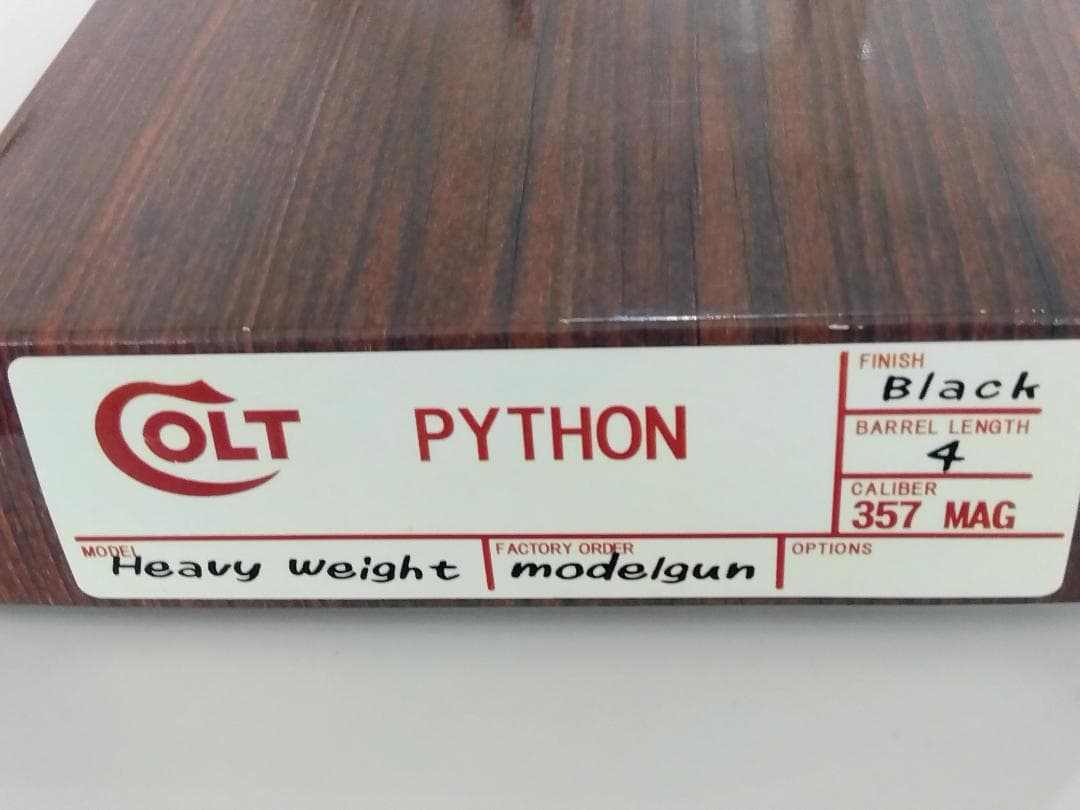 COLT
PYTHON
FINISH
Black
BARREL LENGTH
4
CALIBER
357 MAG
MODEL
Heavy weight
FACTORY ORDER
modelgun
OPTIONS